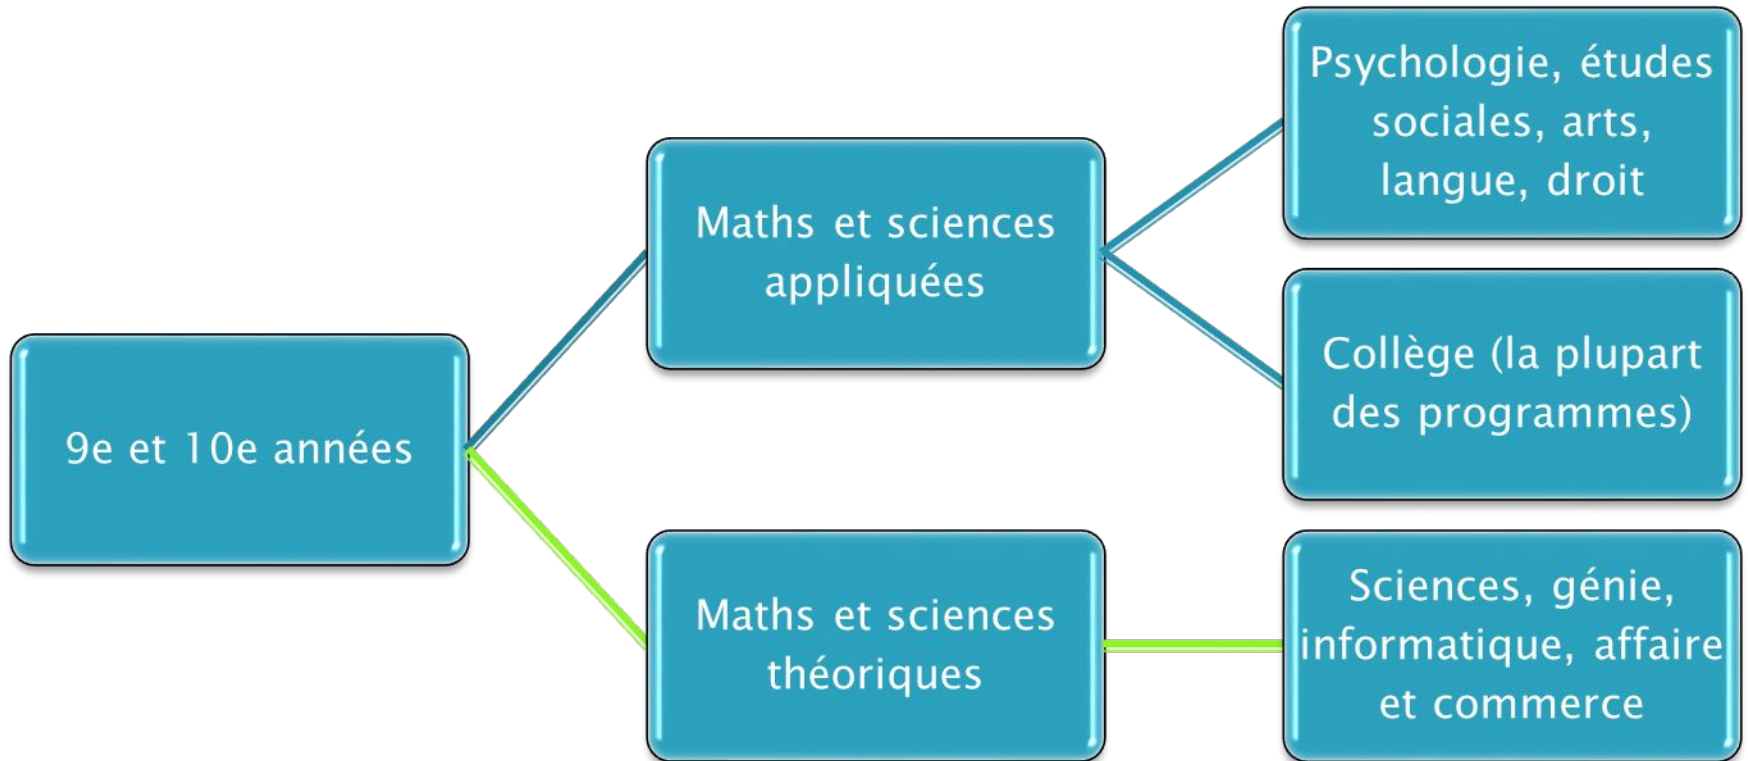 9e et 10e années
Maths et sciences
appliquées
Psychologie, études
sociales, arts,
langue, droit
Collège (la plupart
des programmes)
Maths et sciences
théoriques
Sciences, génie,
informatique, affaire
et commerce